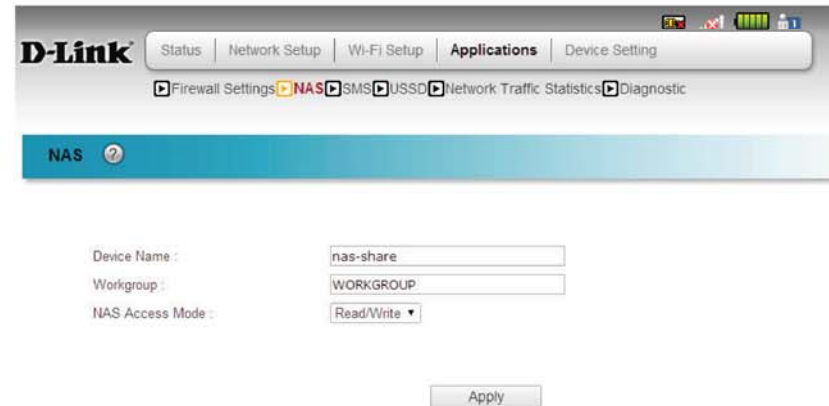 D-Link
Status Network Setup Wi-Fi Setup Applications Device Setting
Firewall Settings NAS SMS USSD Network Traffic Statistics Diagnostic
NAS ?
Device Name : nas-share
Workgroup : WORKGROUP
NAS Access Mode : Read/Write
Apply